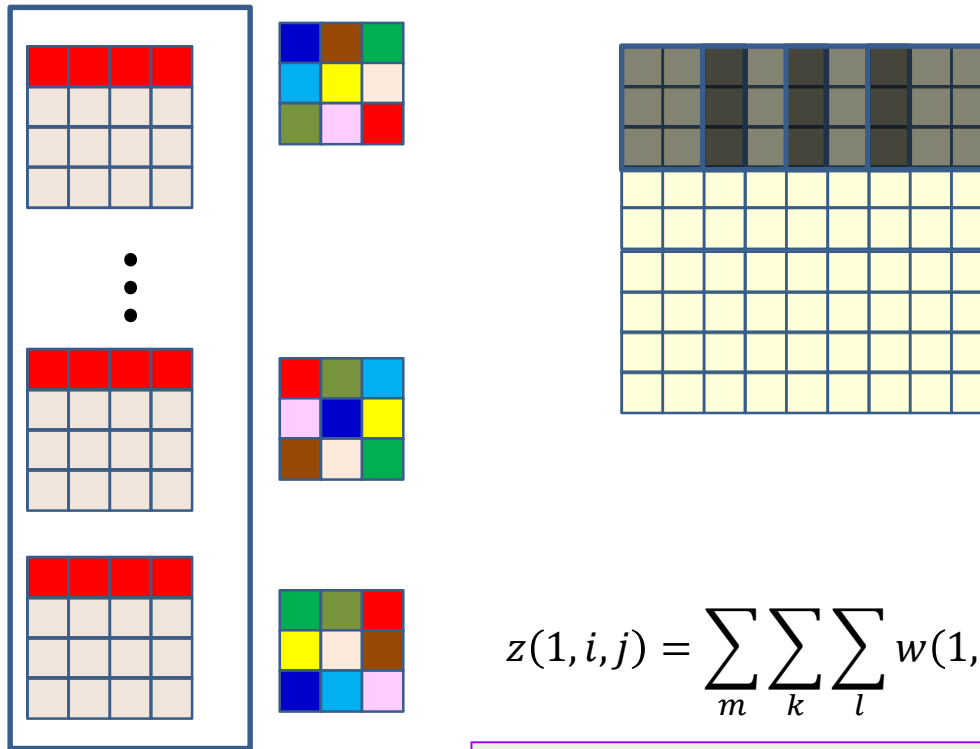 z(1, i, j) = ∑ₘ ∑ₖ ∑ₗ w(1,